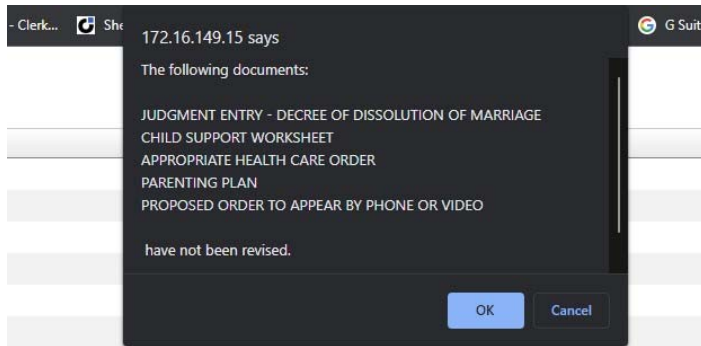 - Clerk...
She
G Suit
172.16.149.15 says
The following documents:
JUDGMENT ENTRY - DECREE OF DISSOLUTION OF MARRIAGE
CHILD SUPPORT WORKSHEET
APPROPRIATE HEALTH CARE ORDER
PARENTING PLAN
PROPOSED ORDER TO APPEAR BY PHONE OR VIDEO
have not been revised.
OK
Cancel